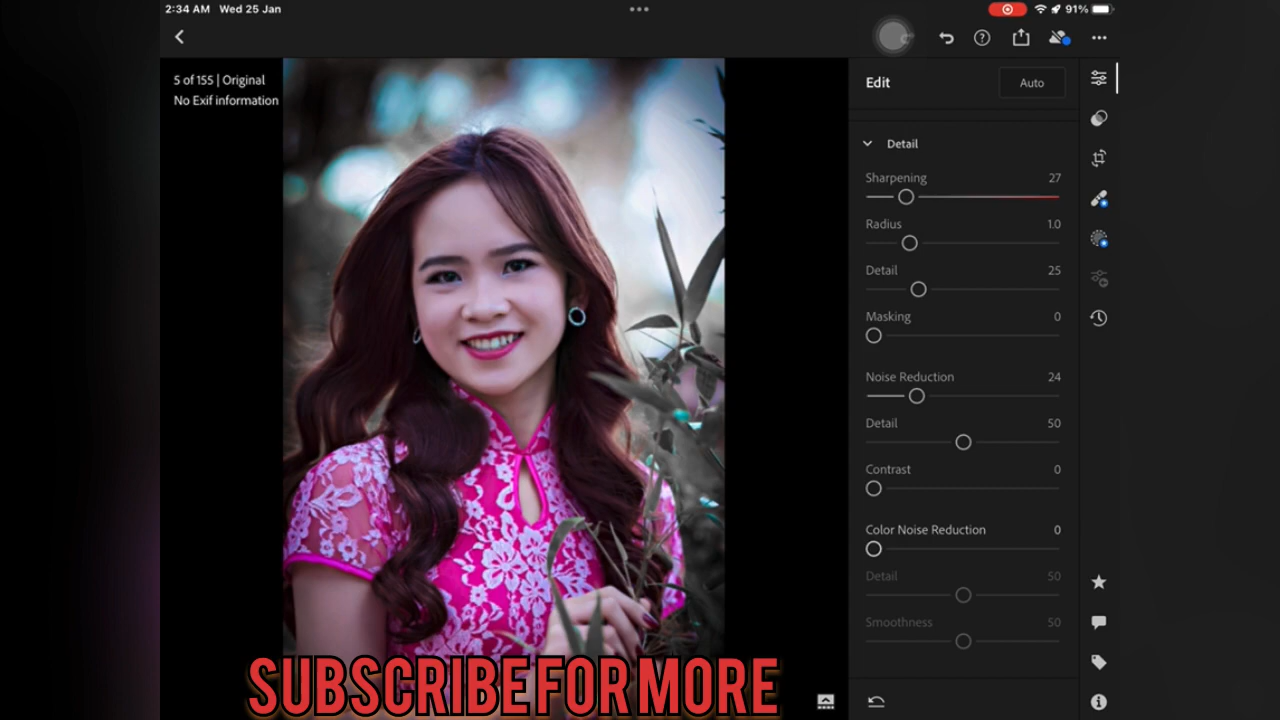 2:34 AM Wed 25 Jan
91%
5 of 155 | Original
No Exif information
Edit
Auto
Detail
Sharpening 27
Radius 1.0
Detail 25
Masking 0
Noise Reduction 24
Detail 50
Contrast 0
Color Noise Reduction 0
Detail 50
Smoothness 50
SUBSCRIBE FOR MORE